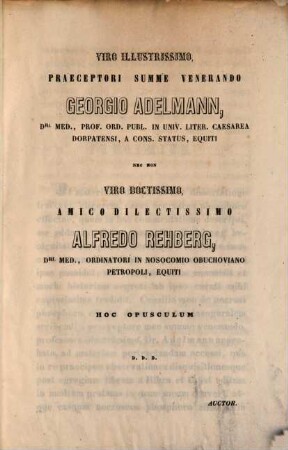 VIRO ILLUSTRISSIMO,
PRAECEPTORI SUMME VENERANDO
GEORGIO ADELMANN,
DRI. MED., PROF. ORD. PUBL. IN UNIV. LITER. CAESAREA
DORPATENSI, A CONS. STATUS, EQUITI
NEC NON
VIRO DOCTISSIMO,
AMICO DILECTISSIMO
ALFREDO REHBERG,
DRI. MED., ORDINATORI IN NOSOCOMIO OBUCHOVIANO
PETROPOLI, EQUITI
HOC OPUSCULUM
D. D. D.
AUCTOR.